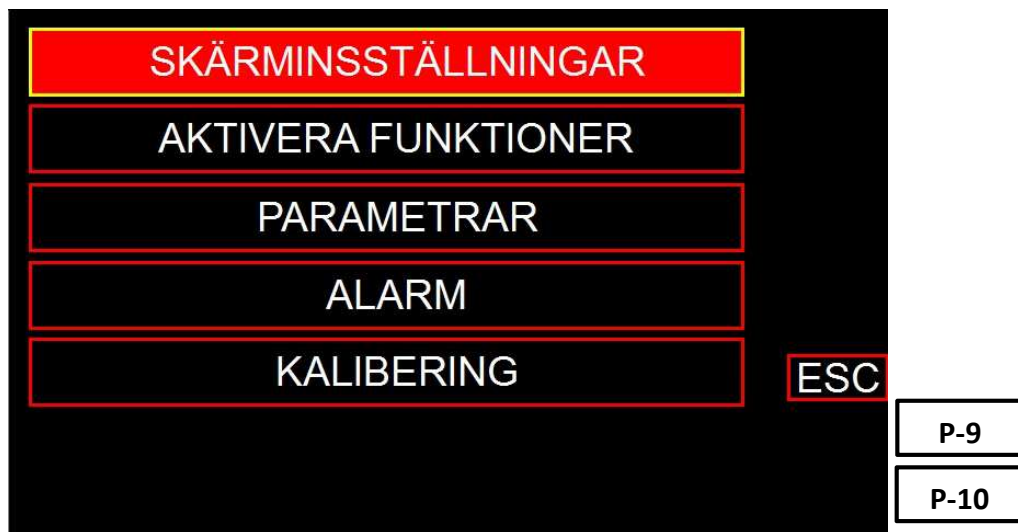 SKÄRMINSSTÄLLNINGAR
AKTIVERA FUNKTIONER
PARAMETRAR
ALARM
KALIBERING
ESC
P-9
P-10